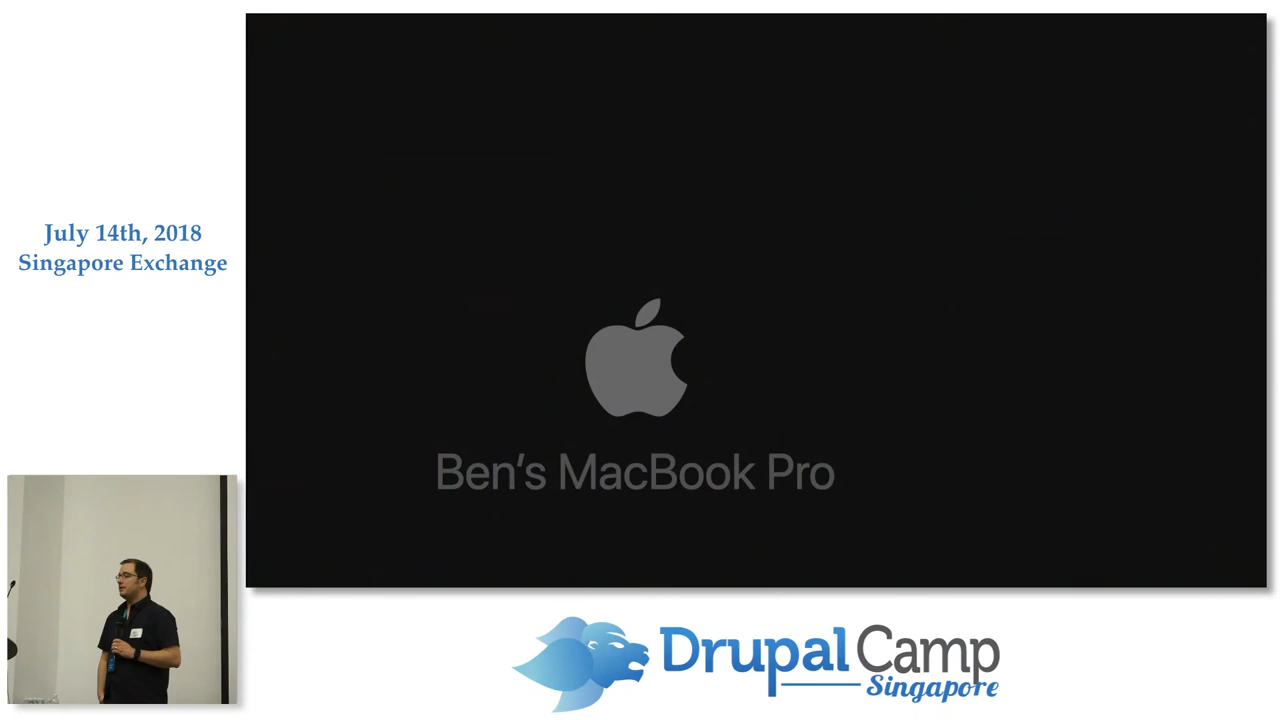 July 14th, 2018
Singapore Exchange
Ben's MacBook Pro
DrupalCamp
Singapore